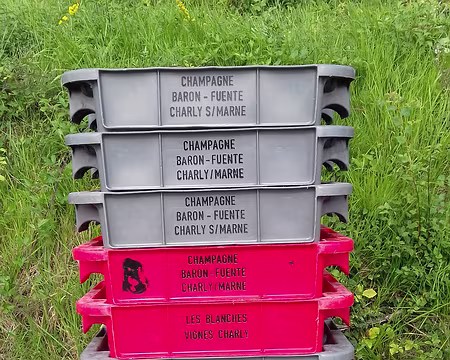 CHAMPAGNE
BARON - FUENTE
CHARLY S/MARNE
CHAMPAGNE
BARON - FUENTE
CHARLY/MARNE
CHAMPAGNE
BARON - FUENTE
CHARLY S/MARNE
CHAMPAGNE
BARON - FUENTE
CHARLY/MARNE
LES BLANCHES
VIGNES CHARLY